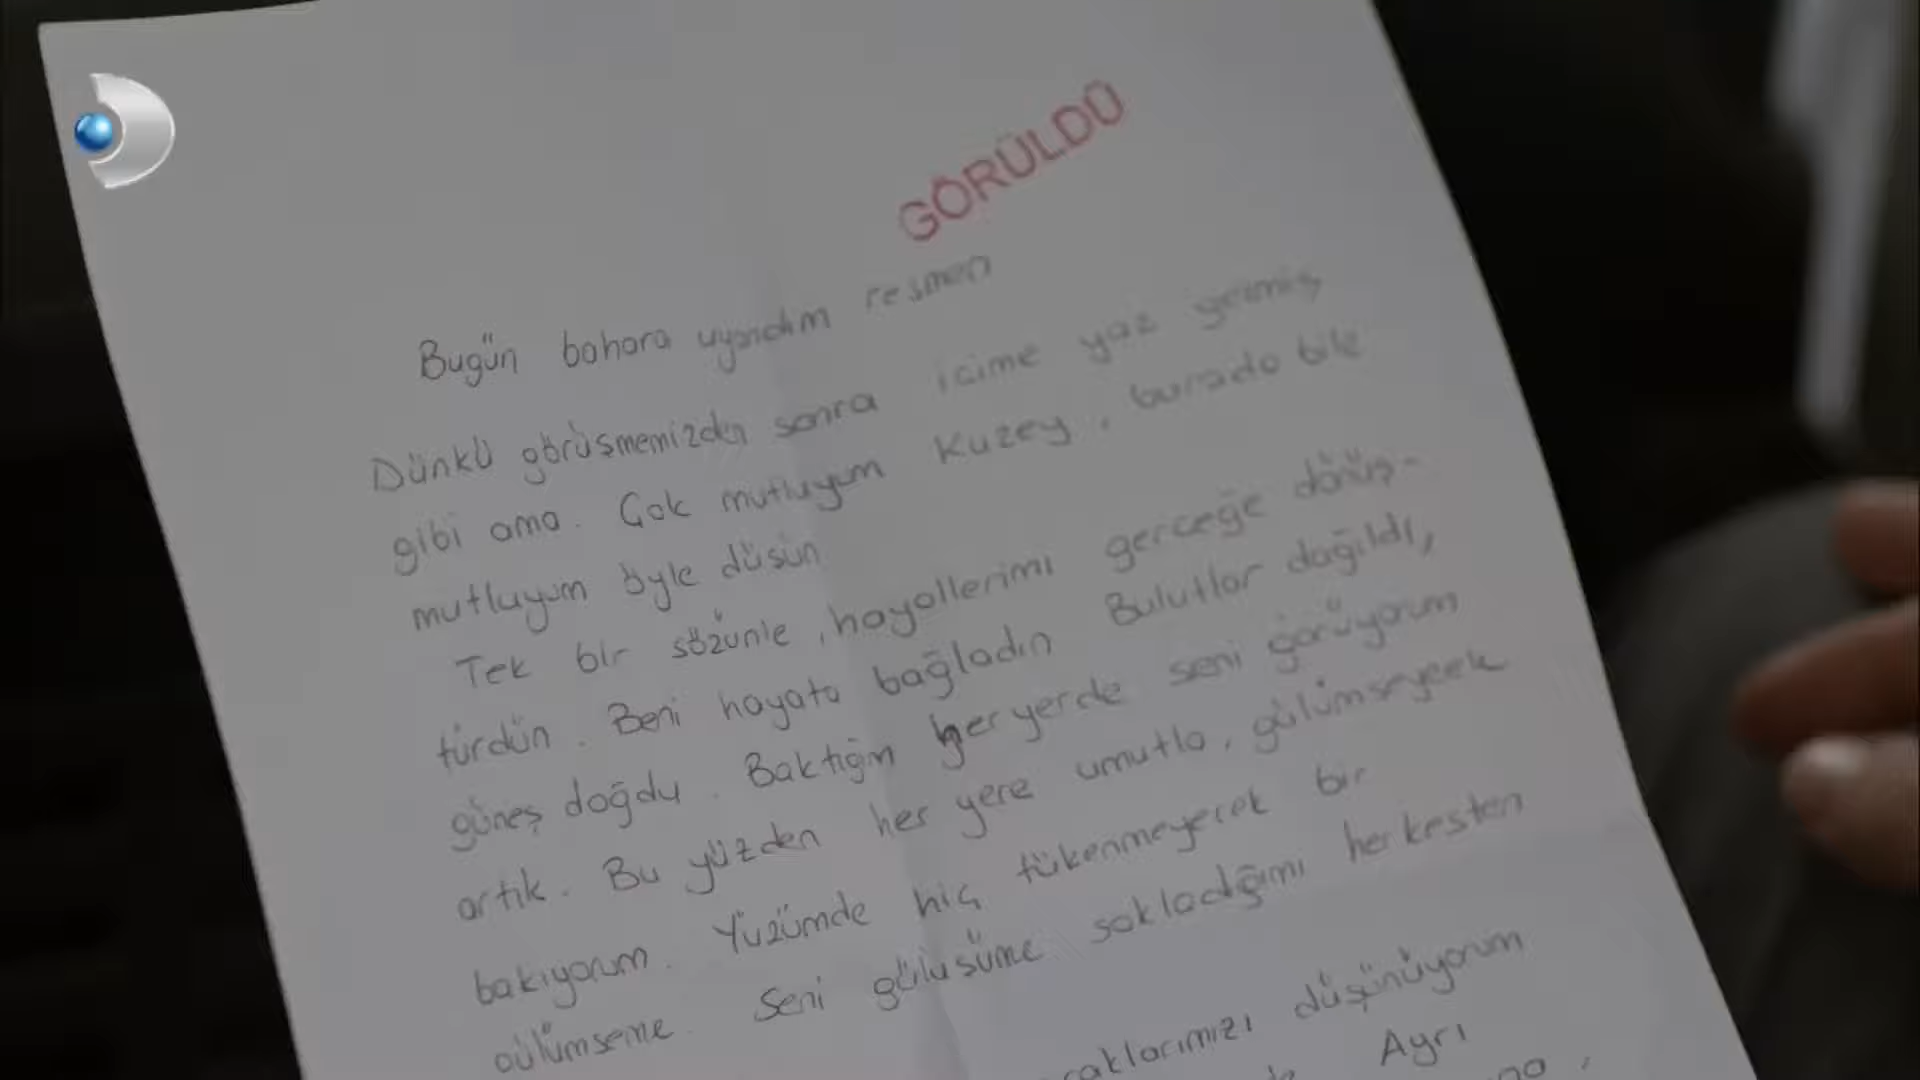 GÖRÜLDÜ
Bugün bahara uyandım resmen
Dünkü görüşmemizden sonra içime yaz gelmiş
gibi ama. Çok mutluyum Kuzey, burada bile
mutluyum öyle düşün
Tek bir sözünle, hayallerimi gerçeğe dönüş-
türdün. Beni hayata bağladın Bulutlar dağıldı,
güneş doğdu. Baktığım her yerde seni görüyorum
artık. Bu yüzden her yere umutla, gülümseyerek
bakıyorum. Yüzümde hiç tükenmeyecek bir
gülümseme. Seni gülüşüme sakladığımı herkesten
düşünüyorum
Ayrı